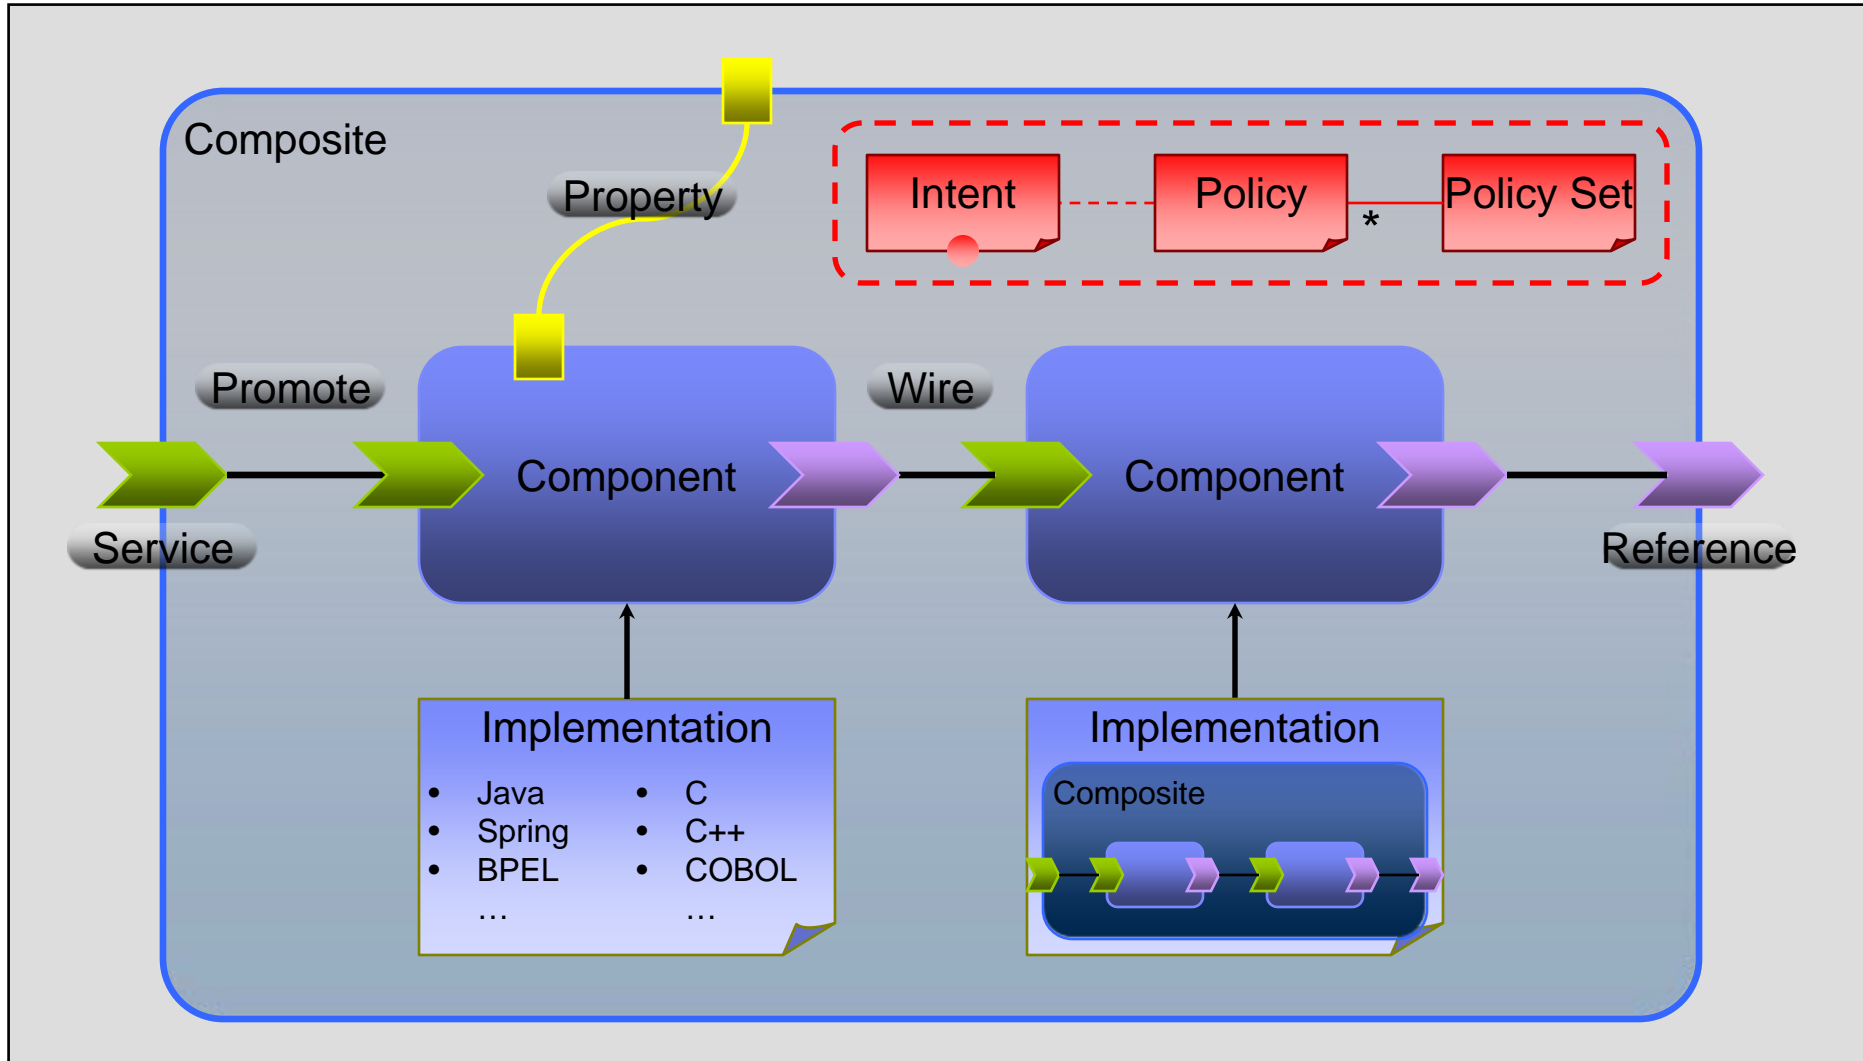 Composite
Property
Intent
Policy
*
Policy Set
Promote
Wire
Component
Component
Service
Reference
Implementation
• Java
• Spring
• BPEL
…
• C
• C++
• COBOL
…
Implementation
Composite